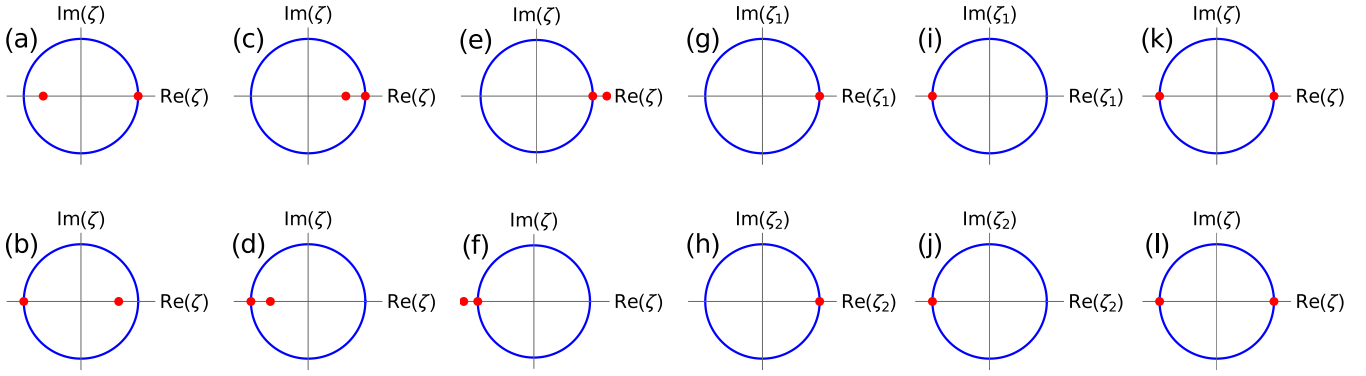 (a) Im(ζ) Re(ζ)
(c) Im(ζ) Re(ζ)
(e) Im(ζ) Re(ζ)
(g) Im(ζ₁) Re(ζ₁)
(i) Im(ζ₁) Re(ζ₁)
(k) Im(ζ) Re(ζ)
(b) Im(ζ) Re(ζ)
(d) Im(ζ) Re(ζ)
(f) Im(ζ) Re(ζ)
(h) Im(ζ₂) Re(ζ₂)
(j) Im(ζ₂) Re(ζ₂)
(l) Im(ζ) Re(ζ)